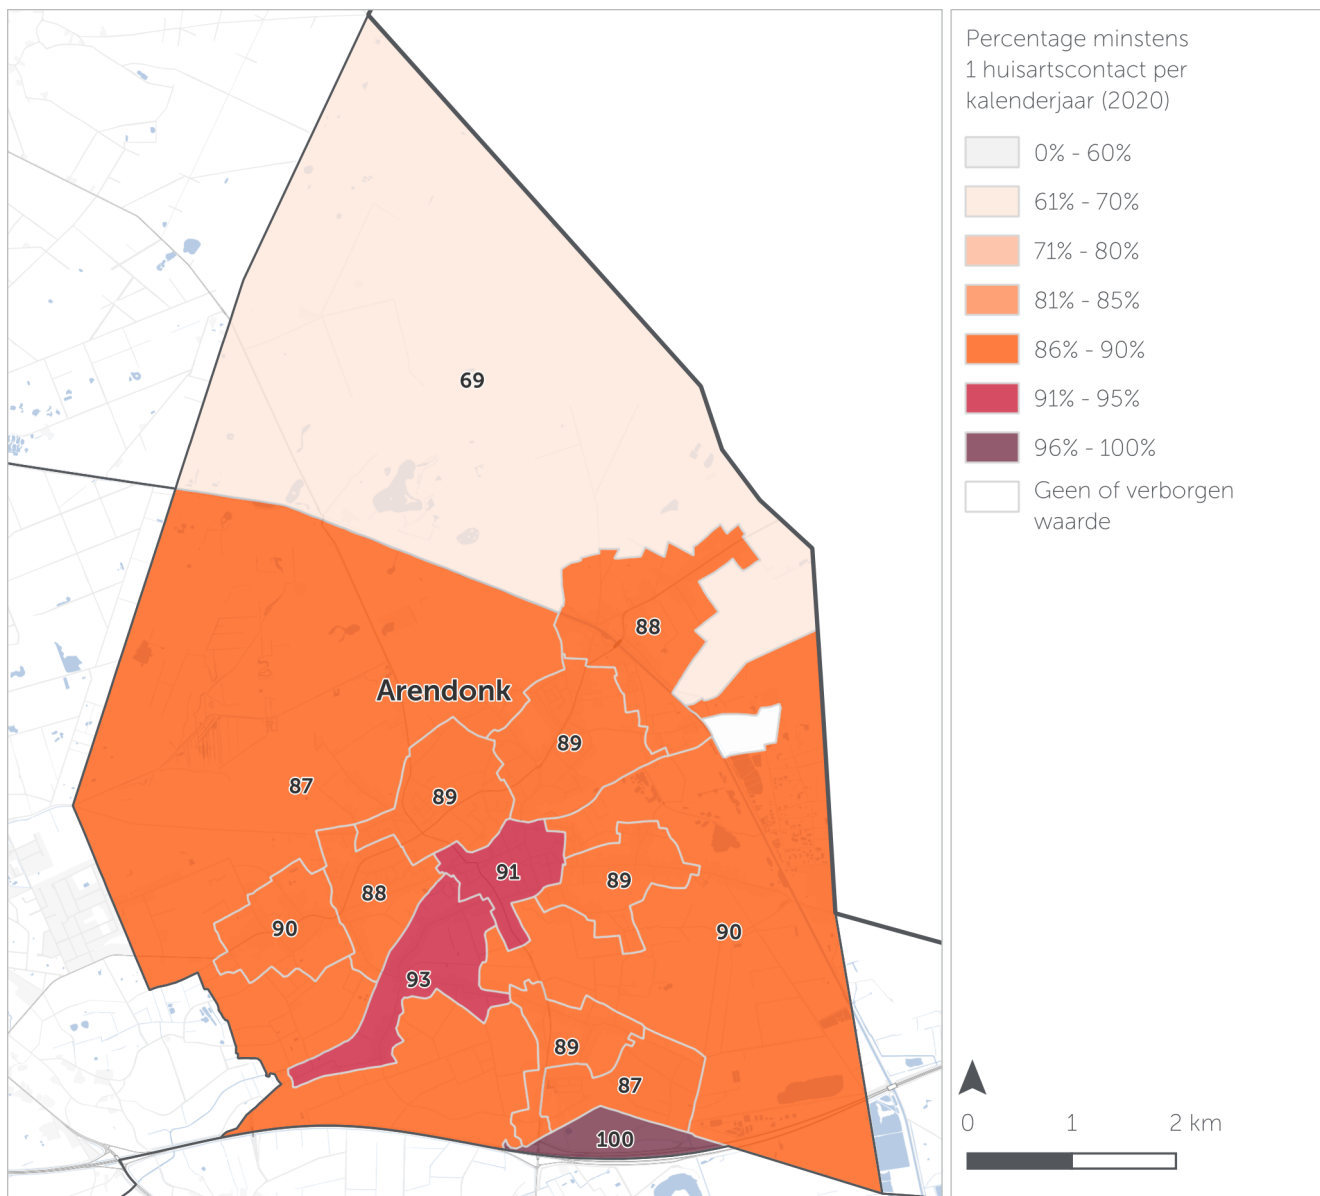 Percentage minstens
1 huisartscontact per
kalenderjaar (2020)
0% - 60%
61% - 70%
71% - 80%
81% - 85%
86% - 90%
91% - 95%
96% - 100%
Geen of verborgen
waarde
69
88
Arendonk
89
87
89
91
89
88
90
90
93
89
87
100
0 1 2 km